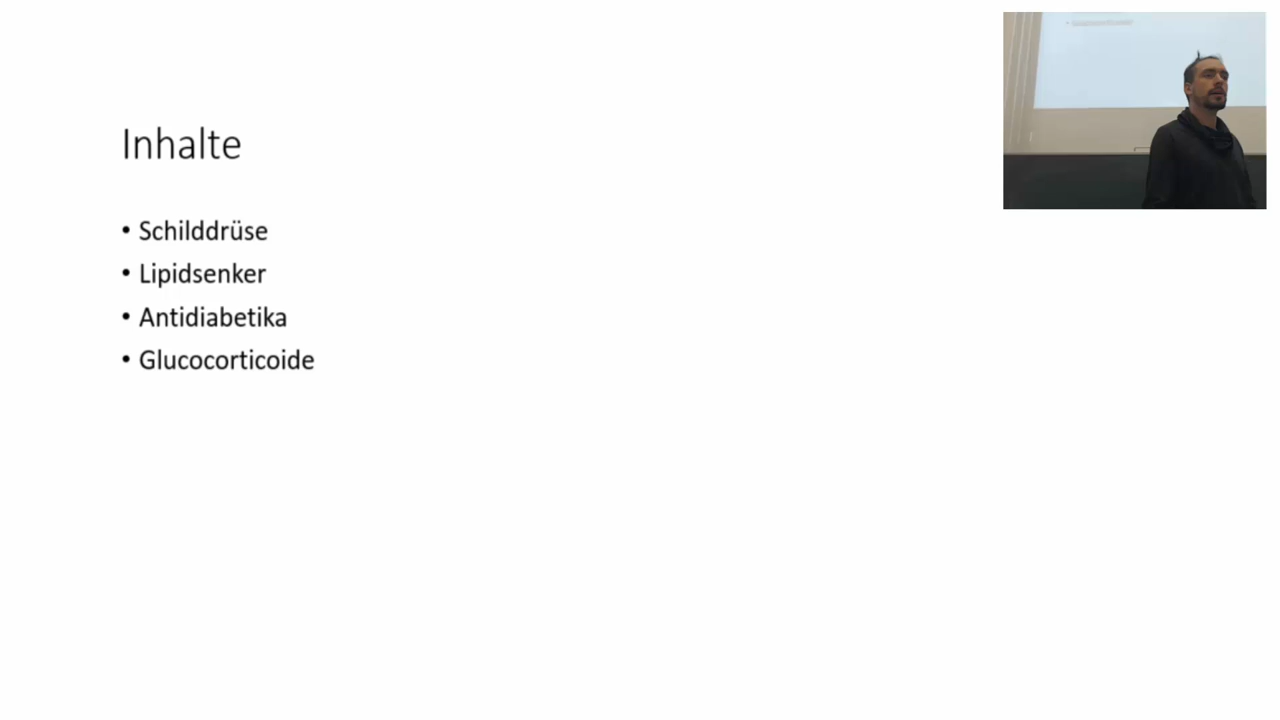 Inhalte
• Schilddrüse
• Lipidsenker
• Antidiabetika
• Glucocorticoide